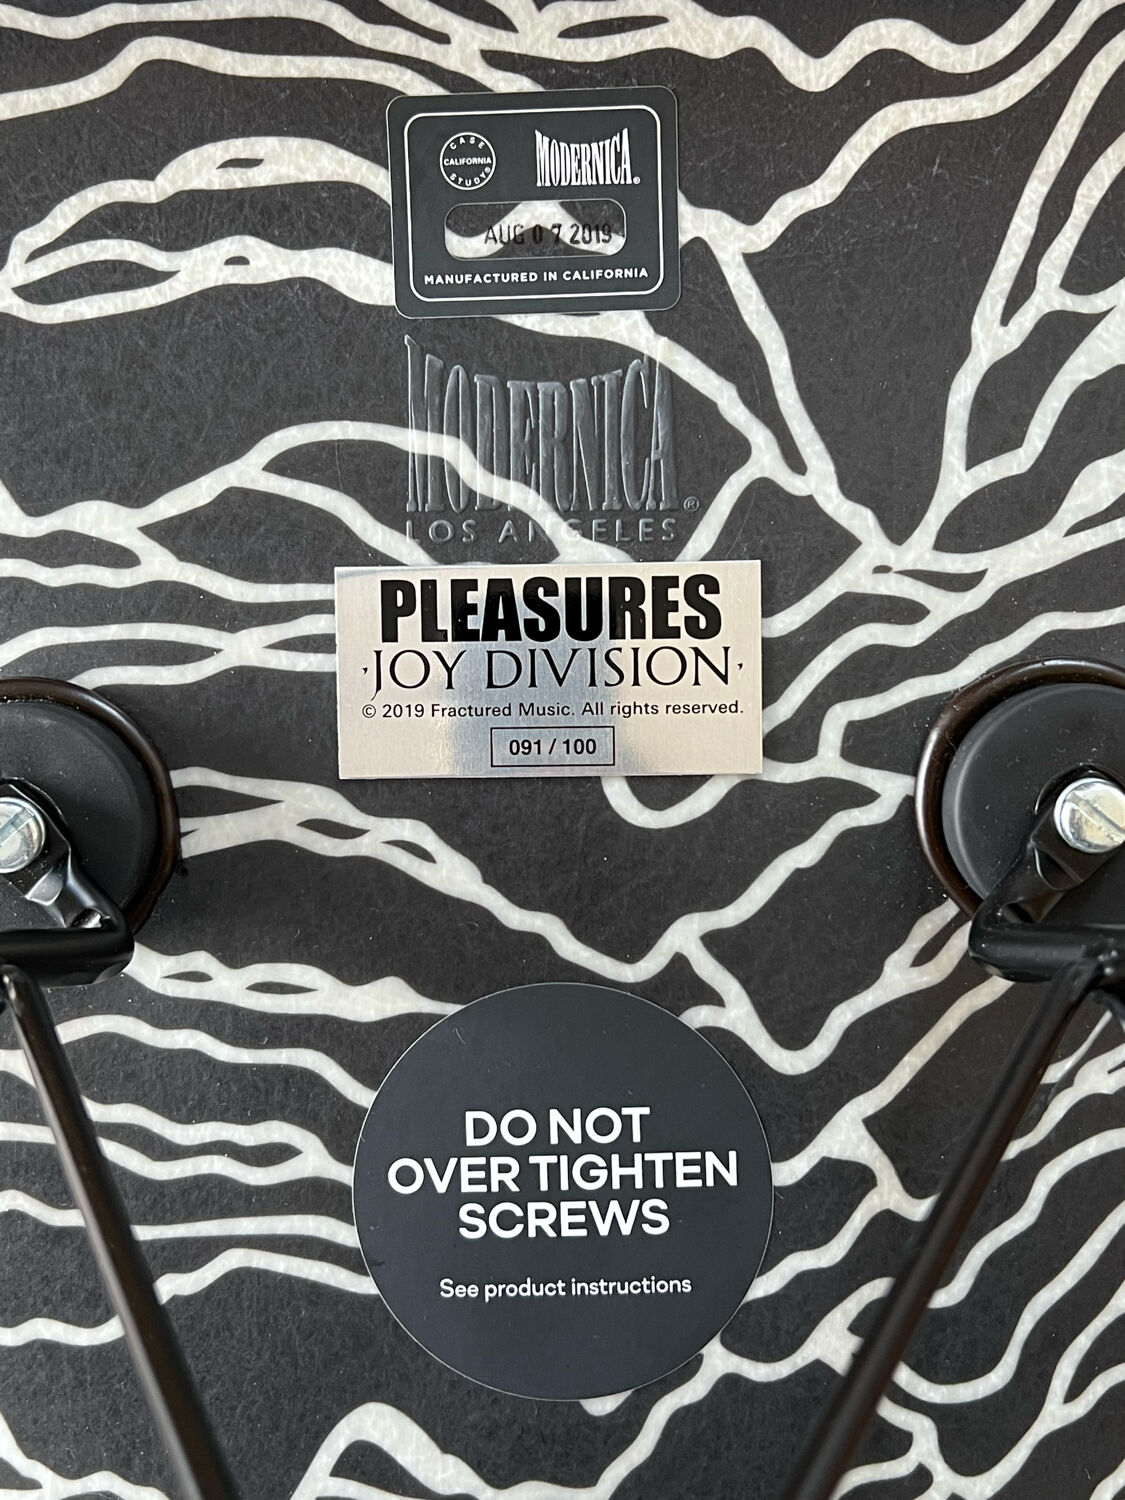 CASE
CALIFORNIA
STUDY®
MODERNICA®
AUG 07 2019
MANUFACTURED IN CALIFORNIA
MODERNICA®
LOS ANGELES
PLEASURES
'JOY DIVISION'
© 2019 Fractured Music. All rights reserved.
091 / 100
DO NOT
OVER TIGHTEN
SCREWS
See product instructions